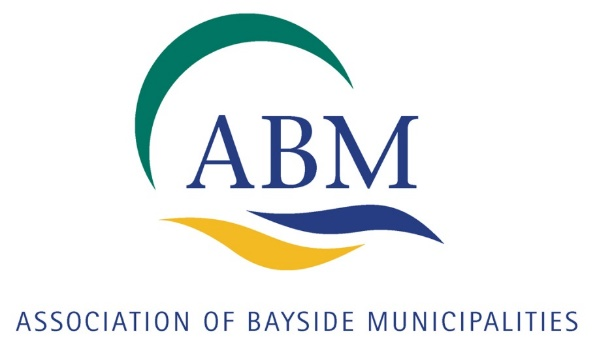 ABM
ASSOCIATION OF BAYSIDE MUNICIPALITIES